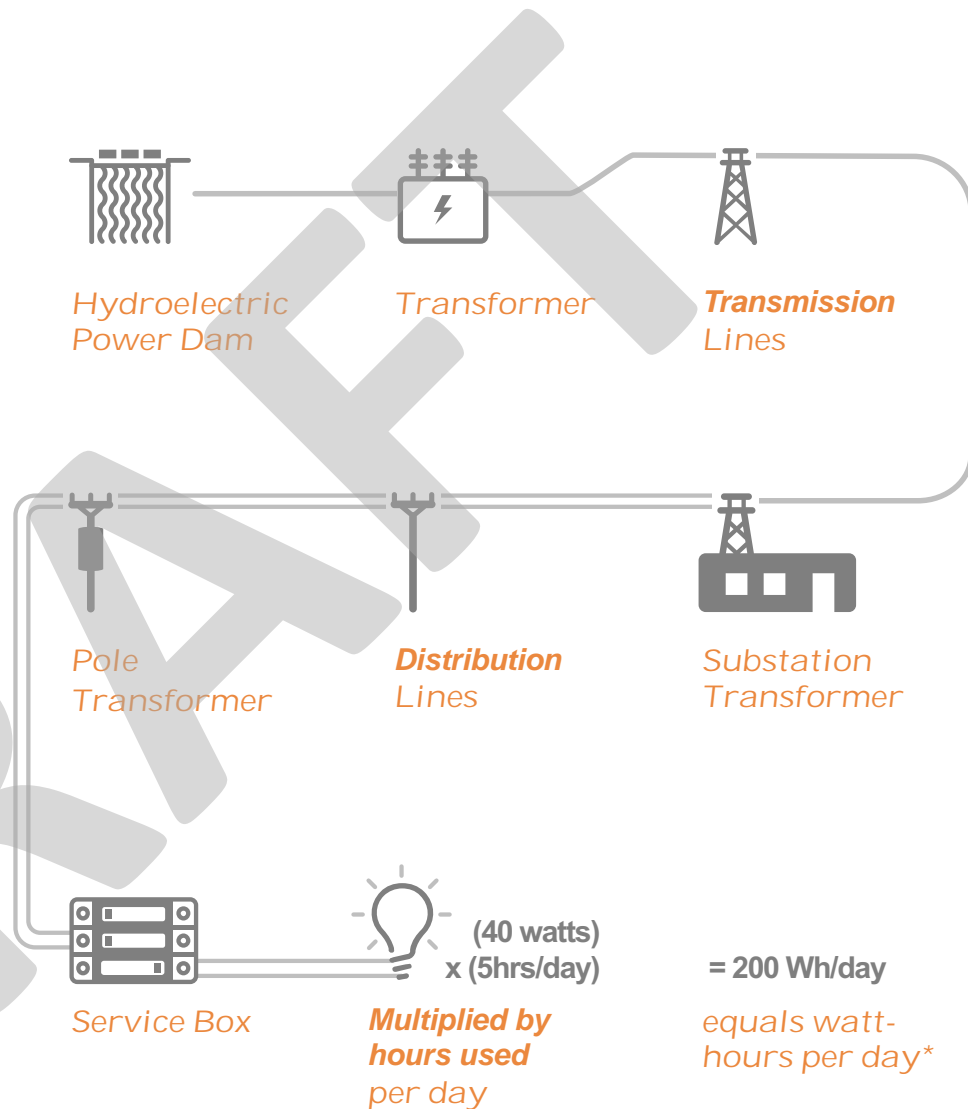 Hydroelectric
Power Dam
Transformer
Transmission
Lines
Pole
Transformer
Distribution
Lines
Substation
Transformer
Service Box
(40 watts)
x (5hrs/day)
Multiplied by
hours used
per day
= 200 Wh/day
equals watt-
hours per day*
RAFT